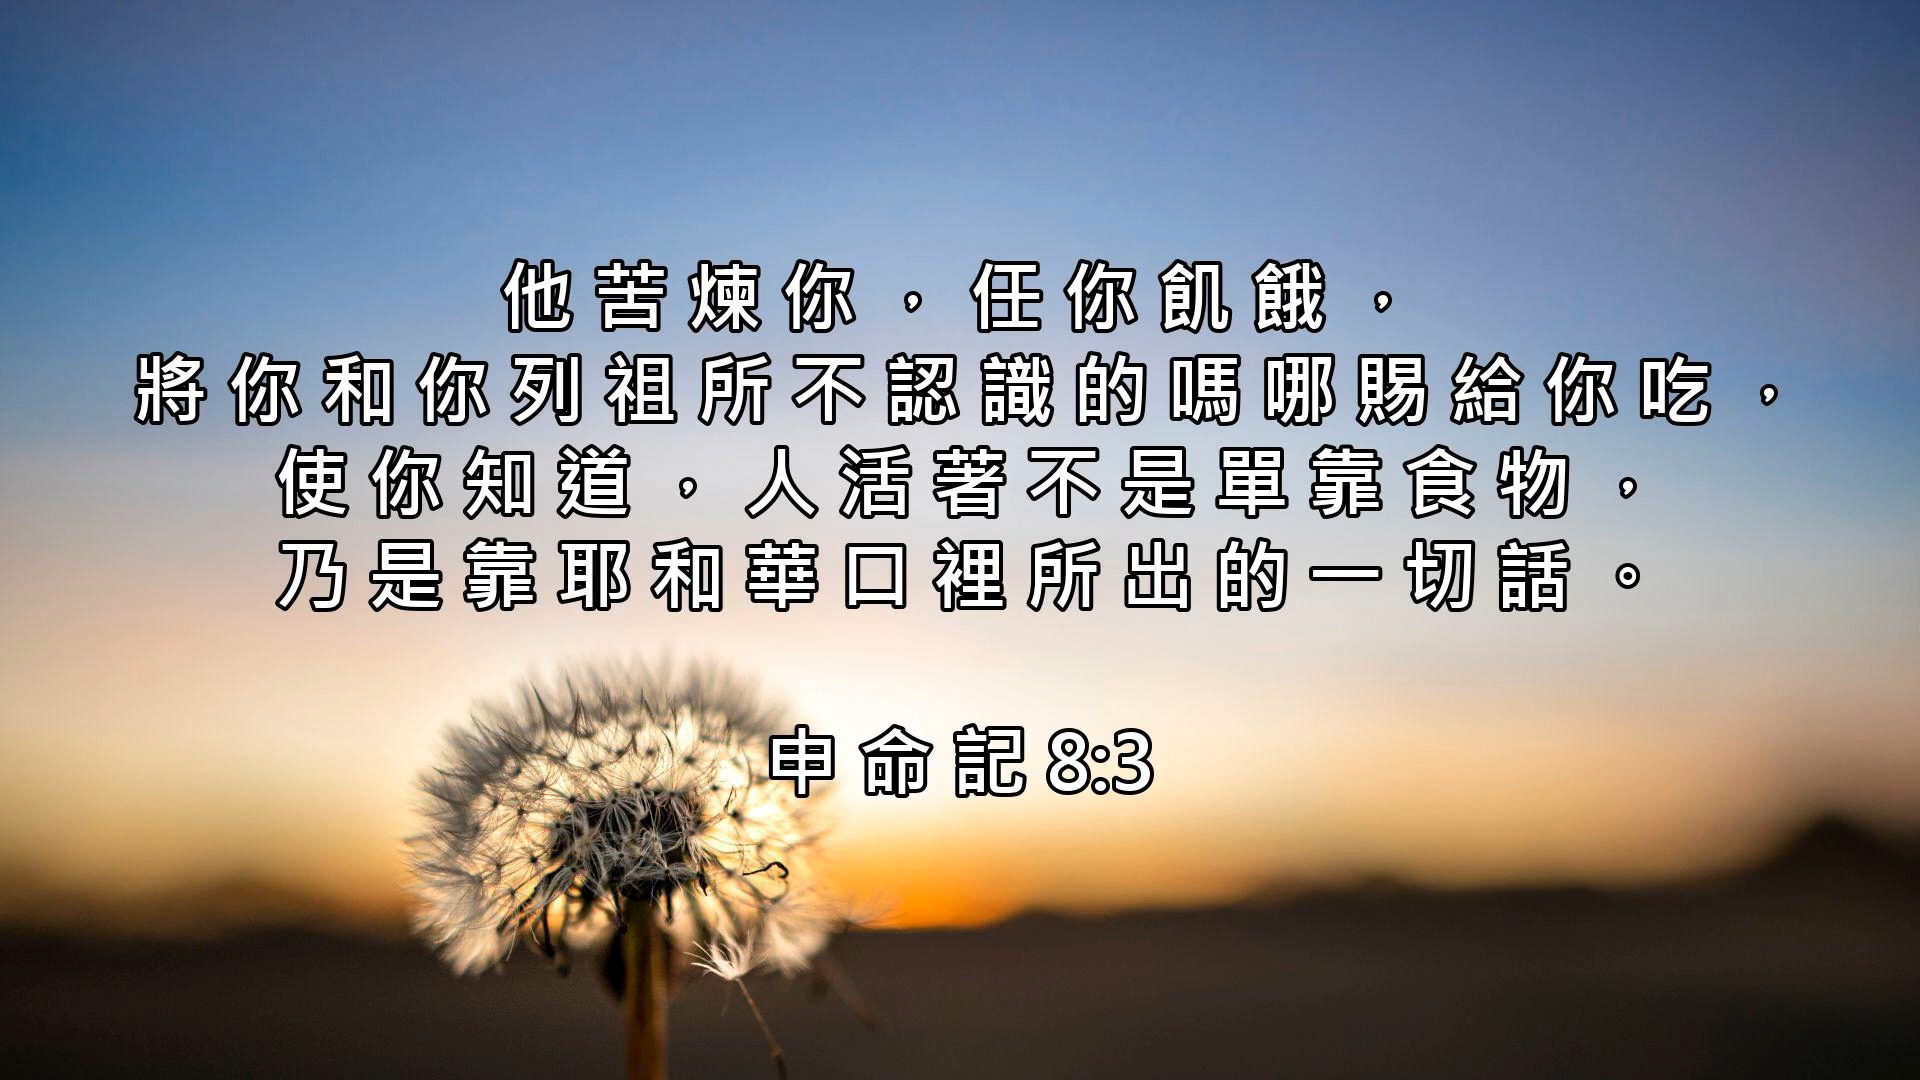 他苦煉你，任你飢餓，
將你和你列祖所不認識的嗎哪賜給你吃，
使你知道，人活著不是單靠食物，
乃是靠耶和華口裡所出的一切話。
申命記8:3